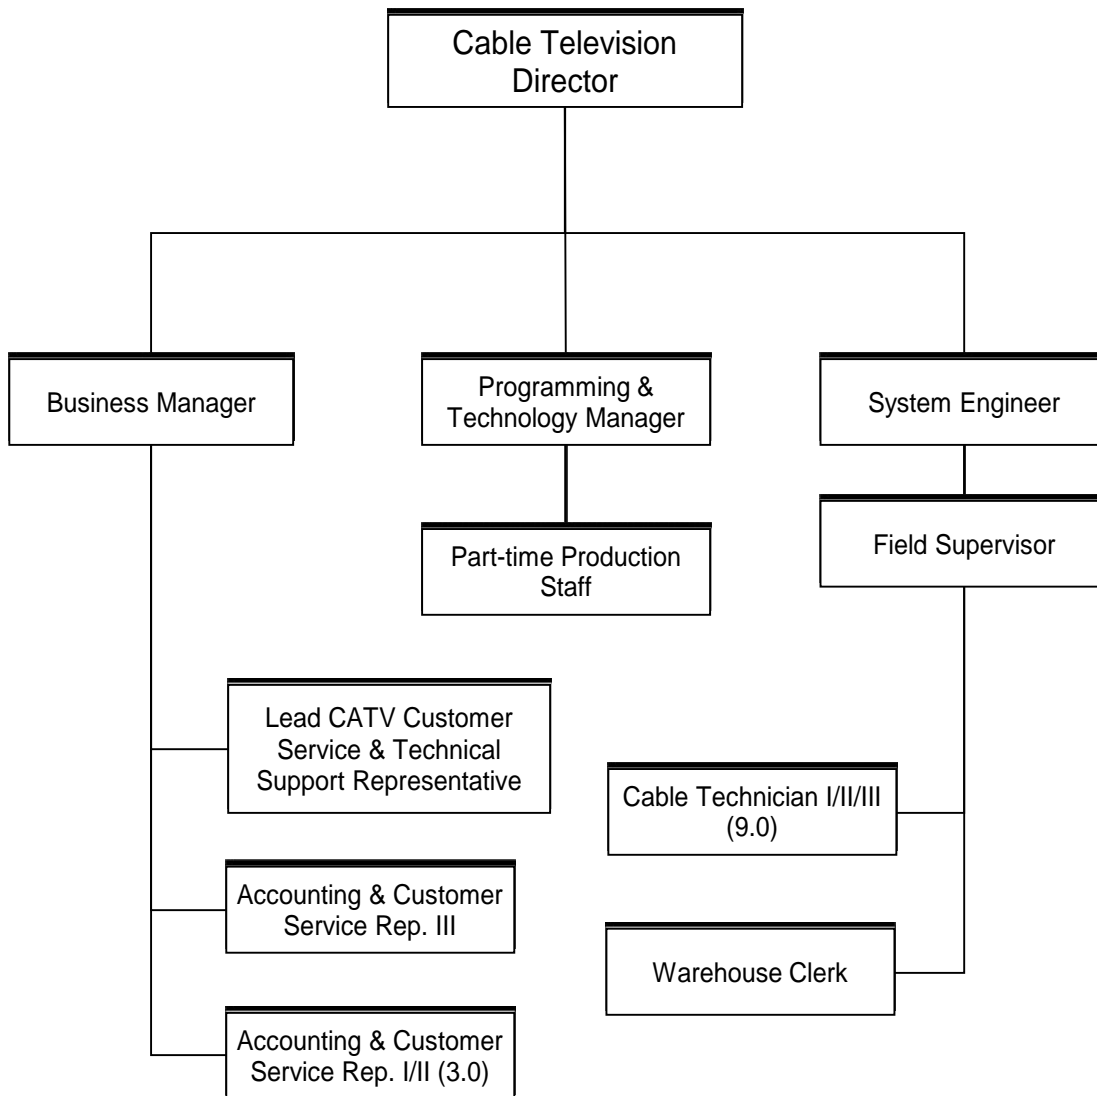 Cable Television
Director
Business Manager
Programming &
Technology Manager
System Engineer
Part-time Production
Staff
Field Supervisor
Lead CATV Customer
Service & Technical
Support Representative
Cable Technician I/II/III
(9.0)
Accounting & Customer
Service Rep. III
Warehouse Clerk
Accounting & Customer
Service Rep. I/II (3.0)